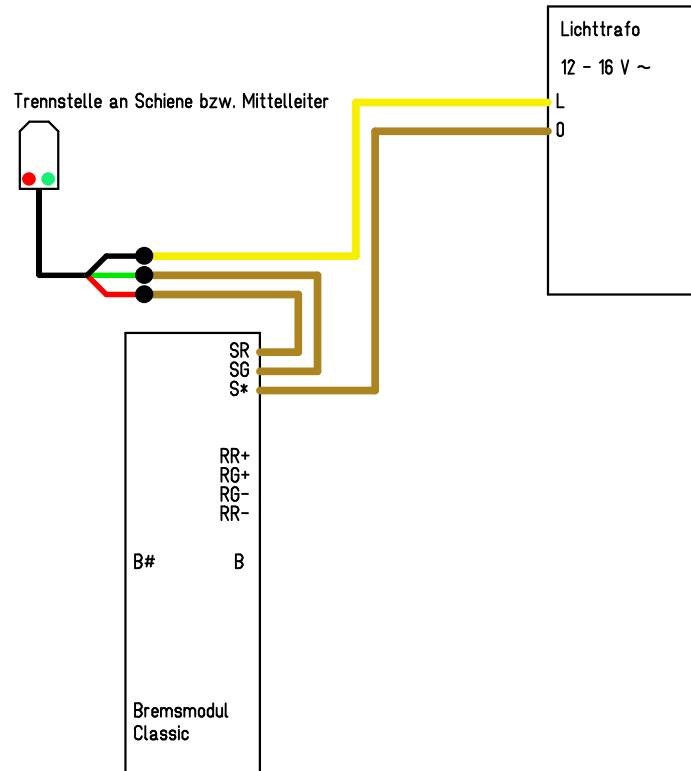 Lichttrafo
12 - 16 V ~
Trennstelle an Schiene bzw. Mittelleiter
L
0
SR
SG
S*
RR+
RG+
RG-
RR-
B# B
Bremsmodul
Classic